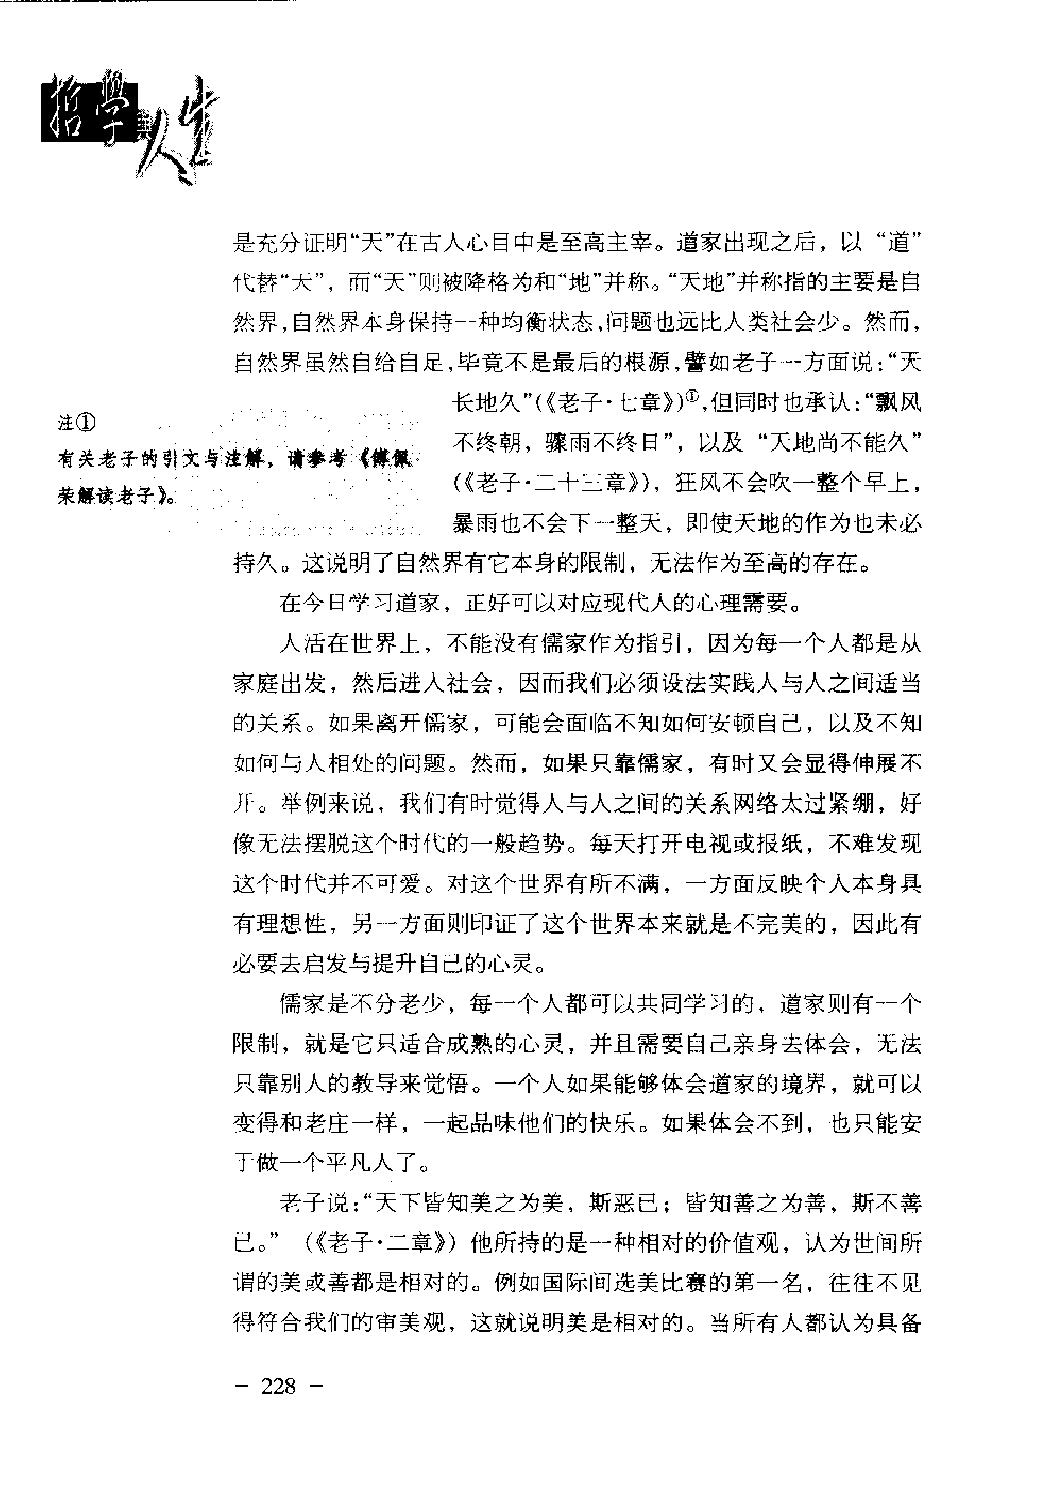 哲學與人生
是充分证明“天”在古人心目中是至高主宰。道家出现之后，以“道”
代替“天”，而“天”则被降格为和“地”并称。“天地”并称指的主要是自
然界，自然界本身保持一种均衡状态，问题也远比人类社会少。然而，
自然界虽然自给自足，毕竟不是最后的根源，譬如老子一方面说：“天
长地久”（《老子·七章》）①，但同时也承认：“飘风
不终朝，骤雨不终日”，以及“天地尚不能久”
（《老子·二十三章》），狂风不会吹一整个早上，
暴雨也不会下一整天，即使天地的作为也未必
持久。这说明了自然界有它本身的限制，无法作为至高的存在。
注①
有关老子的引文与注解，请参考《傅佩
荣解读老子》。
在今日学习道家，正好可以对应现代人的心理需要。
人活在世界上，不能没有儒家作为指引，因为每一个人都是从
家庭出发，然后进入社会，因而我们必须设法实践人与人之间适当
的关系。如果离开儒家，可能会面临不知如何安顿自己，以及不知
如何与人相处的问题。然而，如果只靠儒家，有时又会显得伸展不
开。举例来说，我们有时觉得人与人之间的关系网络太过紧绷，好
像无法摆脱这个时代的一般趋势。每天打开电视或报纸，不难发现
这个时代并不可爱。对这个世界有所不满，一方面反映个人本身具
有理想性，另一方面则印证了这个世界本来就是不完美的，因此有
必要去启发与提升自己的心灵。
儒家是不分老少，每一个人都可以共同学习的，道家则有一个
限制，就是它只适合成熟的心灵，并且需要自己亲身去体会，无法
只靠别人的教导来觉悟。一个人如果能够体会道家的境界，就可以
变得和老庄一样，一起品味他们的快乐。如果体会不到，也只能安
于做一个平凡人了。
老子说：“天下皆知美之为美，斯恶已；皆知善之为善，斯不善
已。”（《老子·二章》）他所持的是一种相对的价值观，认为世间所
谓的美或善都是相对的。例如国际间选美比赛的第一名，往往不见
得符合我们的审美观，这就说明美是相对的。当所有人都认为具备
－ 228 －